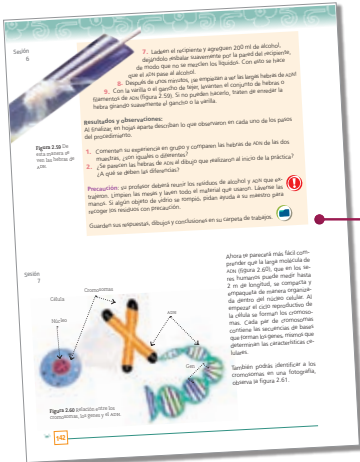 Sesión
6
7. Ladeen el recipiente y agreguen 200 ml de alcohol,
dejándolo resbalar suavemente por la pared del recipiente,
de modo que no se mezclen los líquidos. Con esto se hace
que el ADN pase al alcohol.
8. Después de unos minutos, ¡se empiezan a ver las largas hebras de ADN!
9. Con la varilla o gancho de tejer, levanten el conjunto de hebras o
filamentos de ADN (figura 2.59). Si no pueden hacerlo, traten de enredar la
hebra girando suavemente el gancho o la varilla.
Figura 2.59 De
esta manera se
ven las hebras de
ADN.
Resultados y observaciones:
Al finalizar, en hojas aparte describan lo que observaron en cada uno de los pasos
del procedimiento.
1. Comenten su experiencia en grupo y comparen las hebras de ADN de las dos
muestras, ¿son iguales o diferentes?
2. ¿Se parecen las hebras de ADN al dibujo que realizaron al inicio de la práctica?
¿A qué se deben las diferencias?
Precaución: su profesor deberá reunir los residuos de alcohol y ADN que ex-
trajeron. Limpien las mesas y laven todo el material que usaron. Lávense las
manos. Si algún objeto de vidrio se rompió, pidan ayuda a su maestro para
recoger los residuos con precaución.
Guarden sus respuestas, dibujos y conclusiones en su carpeta de trabajos.
Sesión
7
Célula
Cromosomas
Núcleo
ADN
Gen
Figura 2.60 Relación entre los
cromosomas, los genes y el ADN.
Ahora te parecerá más fácil com-
prender que la larga molécula de
ADN (figura 2.60), que en los se-
res humanos puede medir hasta
2 m de longitud, se compacta y
empaqueta de manera organiza-
da dentro del núcleo celular. Al
empezar el ciclo reproductivo de
la célula se forman los cromoso-
mas. Cada par de cromosomas
contiene las secuencias de bases
que forman los genes, mismos que
determinan las características ce-
lulares.
También podrás identificar a los
cromosomas en una fotografía,
observa la figura 2.61.
142